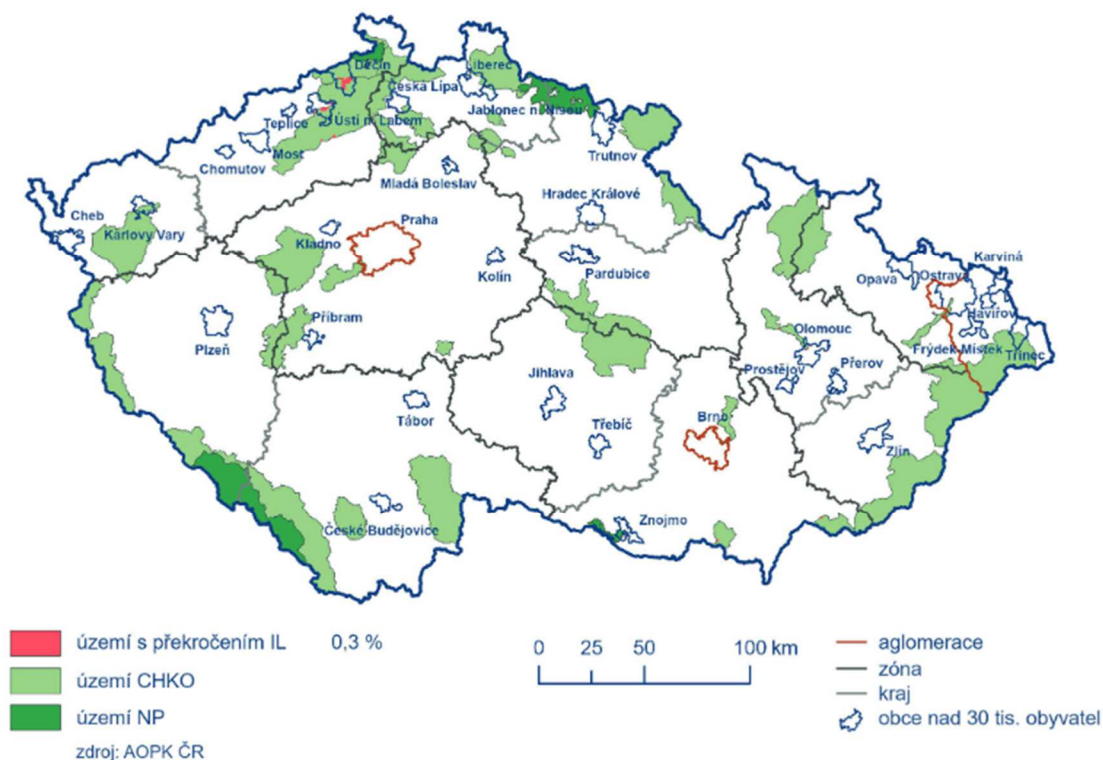 Děčín
Liberec
Česká Lípa
Jablonec n. Nisou
Teplice
Ústí n. Labem
Trutnov
Most
Chomutov
Mladá Boleslav
Hradec Králové
Cheb
Karlovy Vary
Praha
Kladno
Kolín
Pardubice
Karviná
Opava
Ostrava
Havířov
Příbram
Plzeň
Olomouc
Frýdek-Místek
Třinec
Prostějov
Přerov
Jihlava
Tábor
Třebíč
Brno
Zlín
České Budějovice
Znojmo
území s překročením IL 0,3 %
území CHKO
území NP
zdroj: AOPK ČR
0 25 50 100 km
aglomerace
zóna
kraj
obce nad 30 tis. obyvatel